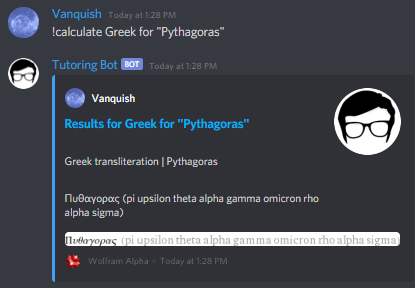 Vanquish Today at 1:28 PM
!calculate Greek for "Pythagoras"
Tutoring Bot BOT Today at 1:28 PM
Vanquish
Results for Greek for "Pythagoras"
Greek transliteration | Pythagoras
Πυθαγορας (pi upsilon theta alpha gamma omicron rho
alpha sigma)
Πυθαγορας (pi upsilon theta alpha gamma omicron rho alpha sigma)
Wolfram Alpha • Today at 1:28 PM